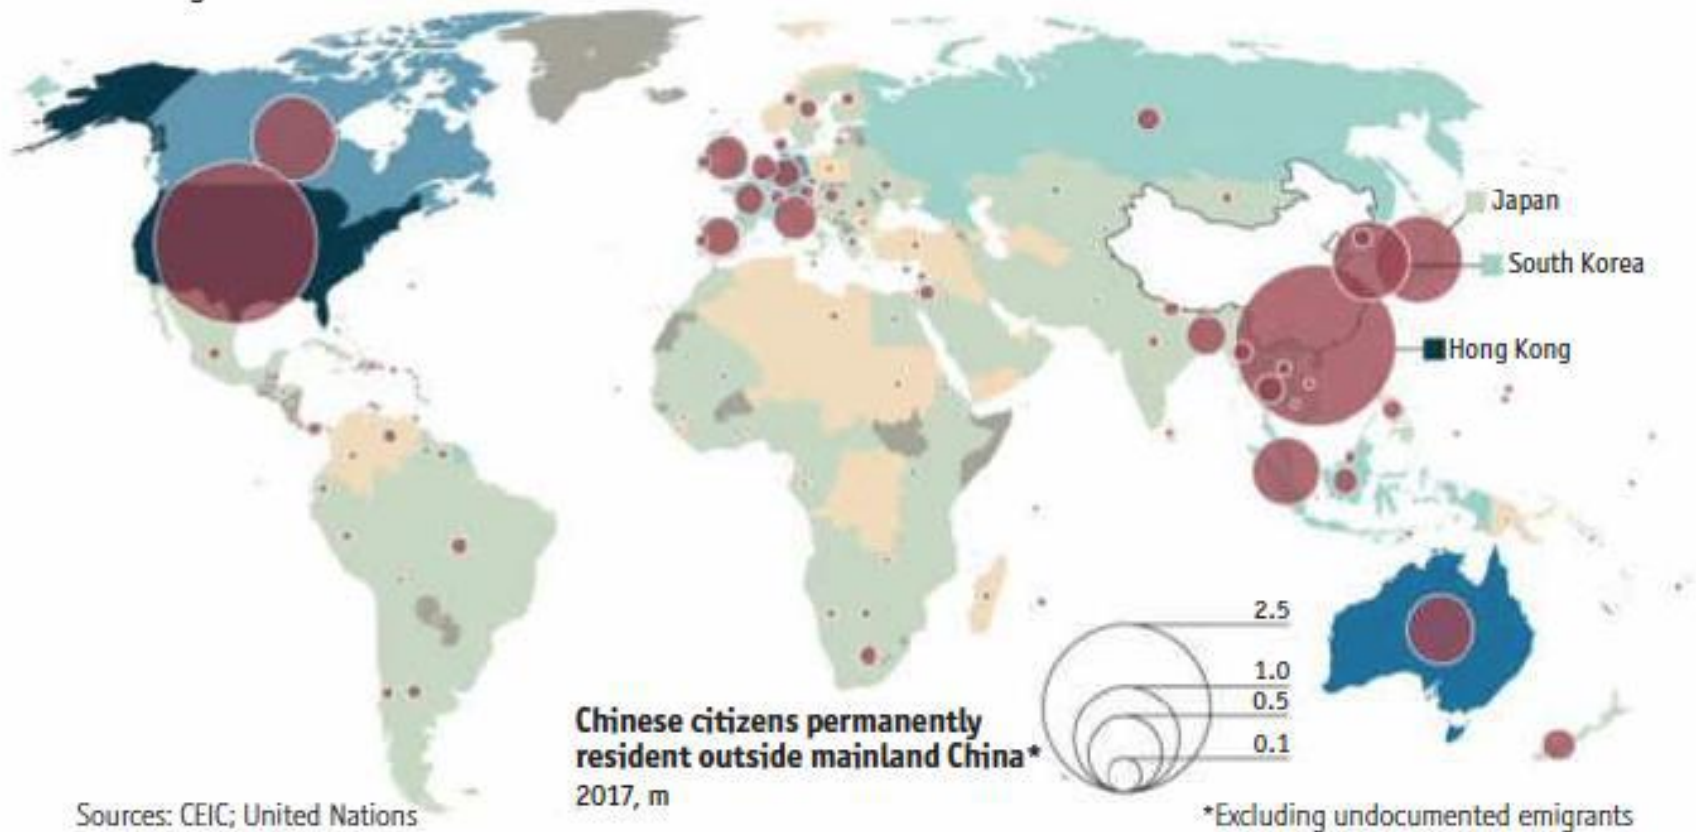 Japan
South Korea
Hong Kong
2.5
1.0
0.5
0.1
Chinese citizens permanently
resident outside mainland China*
2017, m
Sources: CEIC; United Nations
*Excluding undocumented emigrants